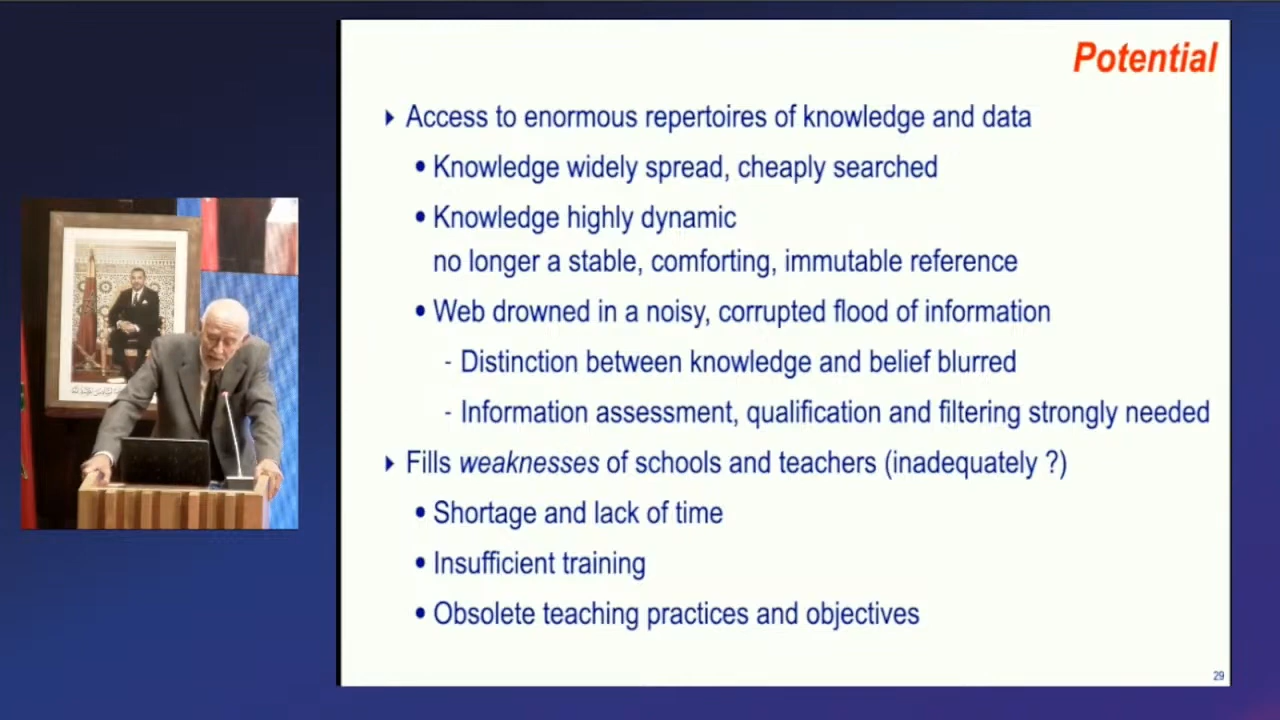 Potential
Access to enormous repertoires of knowledge and data
Knowledge widely spread, cheaply searched
Knowledge highly dynamic
no longer a stable, comforting, immutable reference
Web drowned in a noisy, corrupted flood of information
- Distinction between knowledge and belief blurred
- Information assessment, qualification and filtering strongly needed
Fills weaknesses of schools and teachers (inadequately ?)
Shortage and lack of time
Insufficient training
Obsolete teaching practices and objectives
29